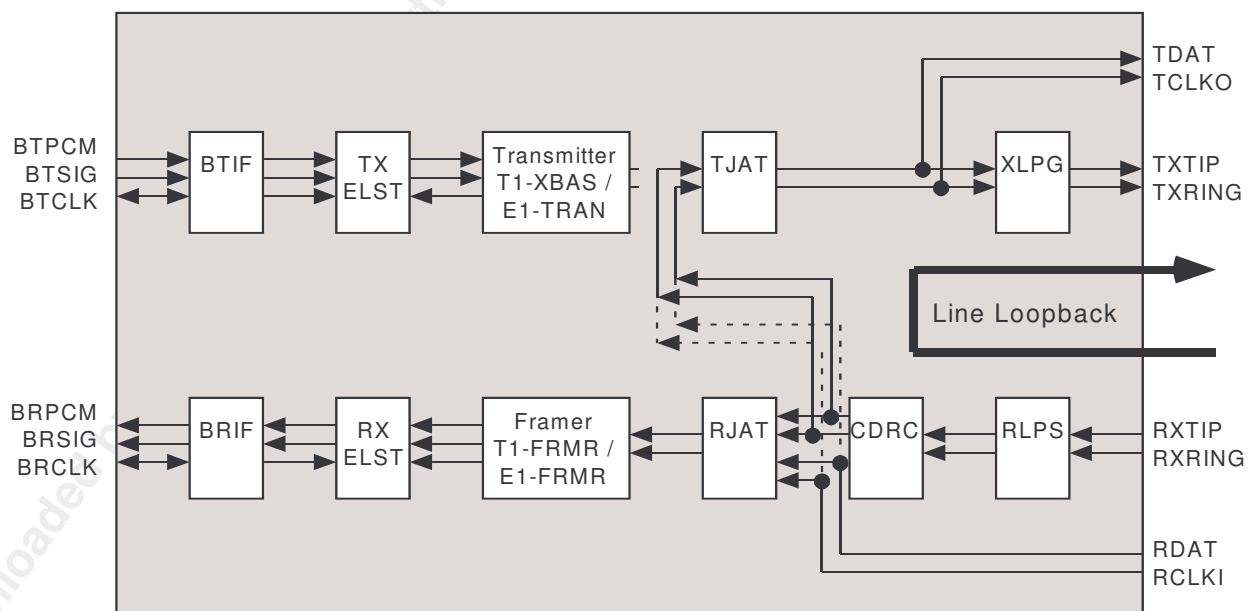 TDAT
TCLKO
BTPCM
BTSIG
BTCLK
BTIF
TX
ELST
Transmitter
T1-XBAS /
E1-TRAN
TJAT
XLPG
TXTIP
TXRING
Line Loopback
BRPCM
BRSIG
BRCLK
BRIF
RX
ELST
Framer
T1-FRMR /
E1-FRMR
RJAT
CDRC
RLPS
RXTIP
RXRING
RDAT
RCLKI